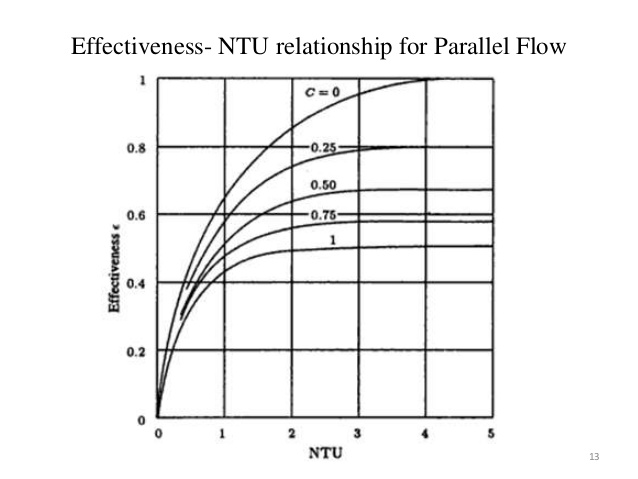 Effectiveness- NTU relationship for Parallel Flow
1
C = 0
0.8
0.25
0.50
0.6
0.75
1
Effectiveness ε
0.4
0.2
0
0 1 2 3 4 5
NTU
13